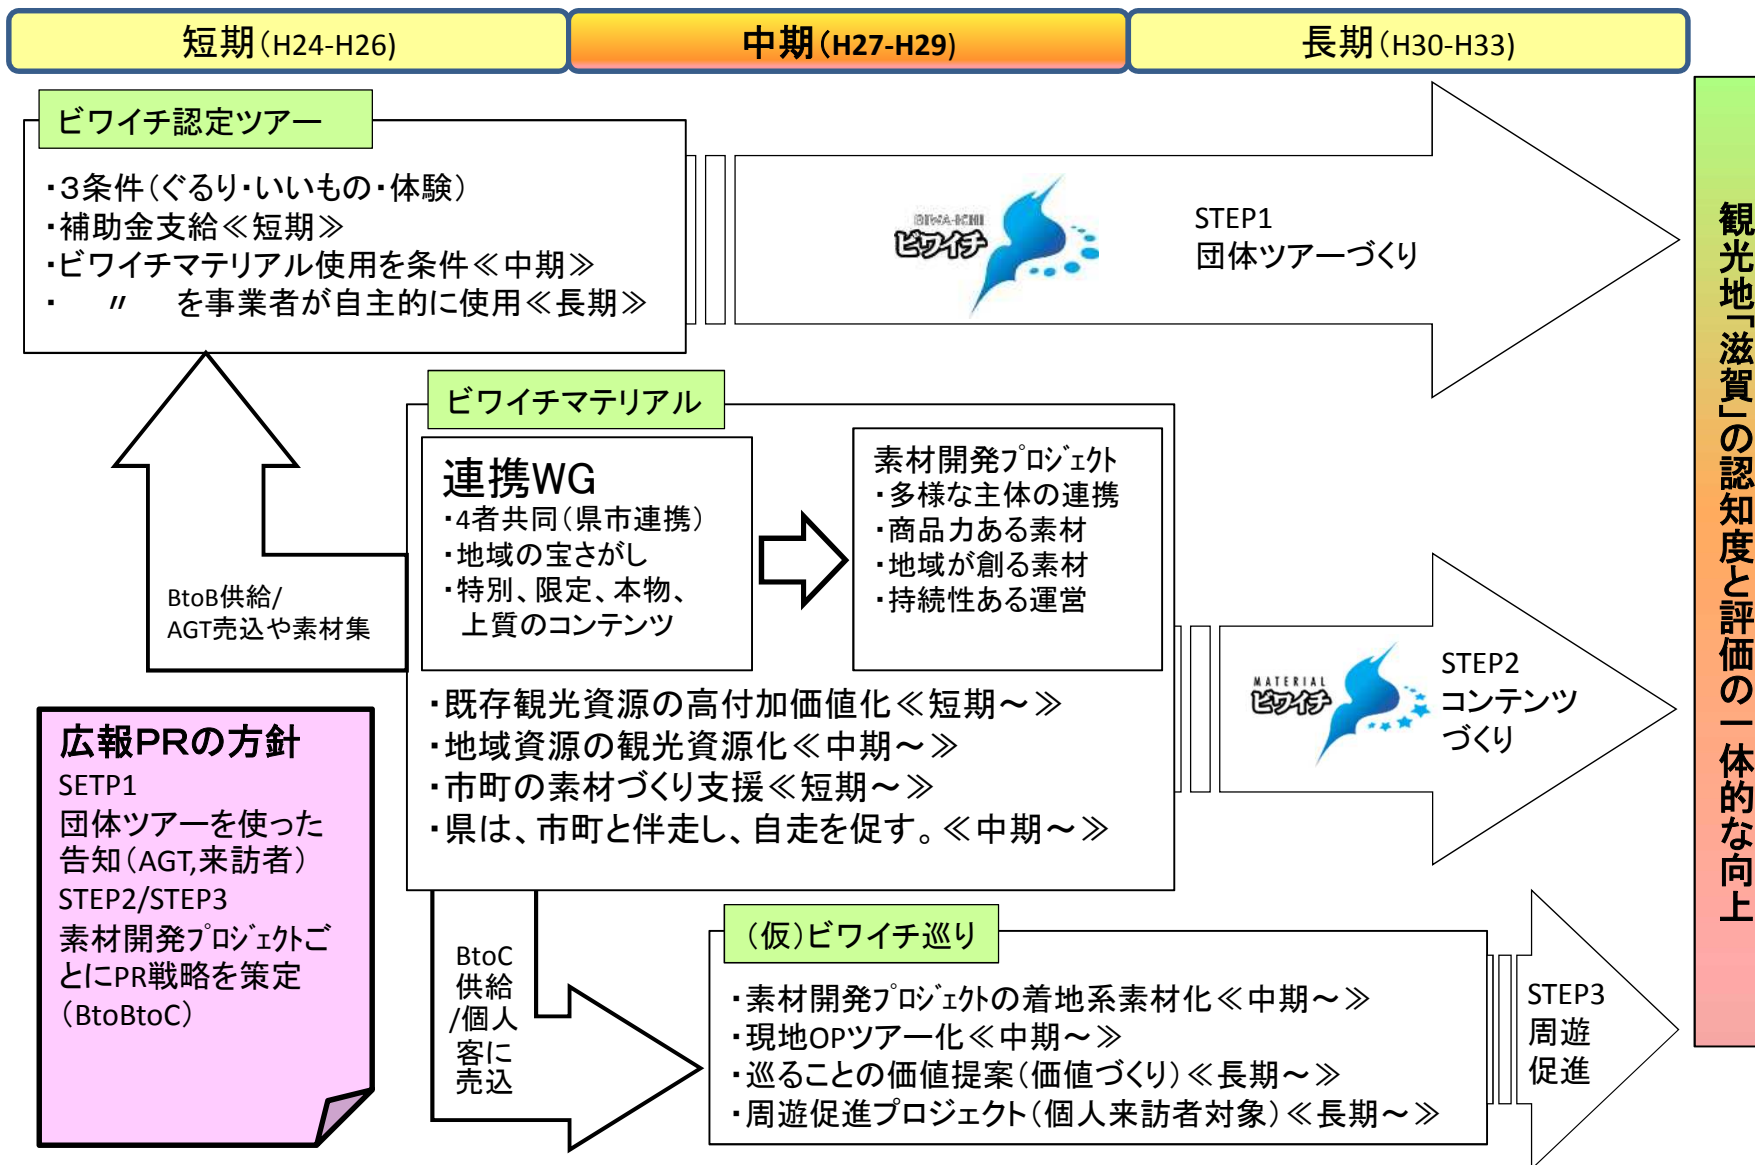 短期(H24-H26)
中期(H27-H29)
長期(H30-H33)
ビワイチ認定ツアー
・３条件(ぐるり・いいもの・体験)
・補助金支給≪短期≫
・ビワイチマテリアル使用を条件≪中期≫
・　〃　を事業者が自主的に使用≪長期≫
BIWA-ICHI
ビワイチ
STEP1
団体ツアーづくり
観光地「滋賀」の認知度と評価の一体的な向上
ビワイチマテリアル
連携WG
・4者共同(県市連携)
・地域の宝さがし
・特別、限定、本物、
上質のコンテンツ
素材開発プロジェクト
・多様な主体の連携
・商品力ある素材
・地域が創る素材
・持続性ある運営
・既存観光資源の高付加価値化≪短期～≫
・地域資源の観光資源化≪中期～≫
・市町の素材づくり支援≪短期～≫
・県は、市町と伴走し、自走を促す。≪中期～≫
BtoB供給/
AGT売込や素材集
MATERIAL
ビワイチ
STEP2
コンテンツ
づくり
広報PRの方針
SETP1
団体ツアーを使った
告知(AGT,来訪者)
STEP2/STEP3
素材開発プロジェクトご
とにPR戦略を策定
(BtoBtoC)
BtoC
供給
/個人
客に
売込
(仮)ビワイチ巡り
・素材開発プロジェクトの着地系素材化≪中期～≫
・現地OPツアー化≪中期～≫
・巡ることの価値提案(価値づくり)≪長期～≫
・周遊促進プロジェクト(個人来訪者対象)≪長期～≫
STEP3
周遊
促進